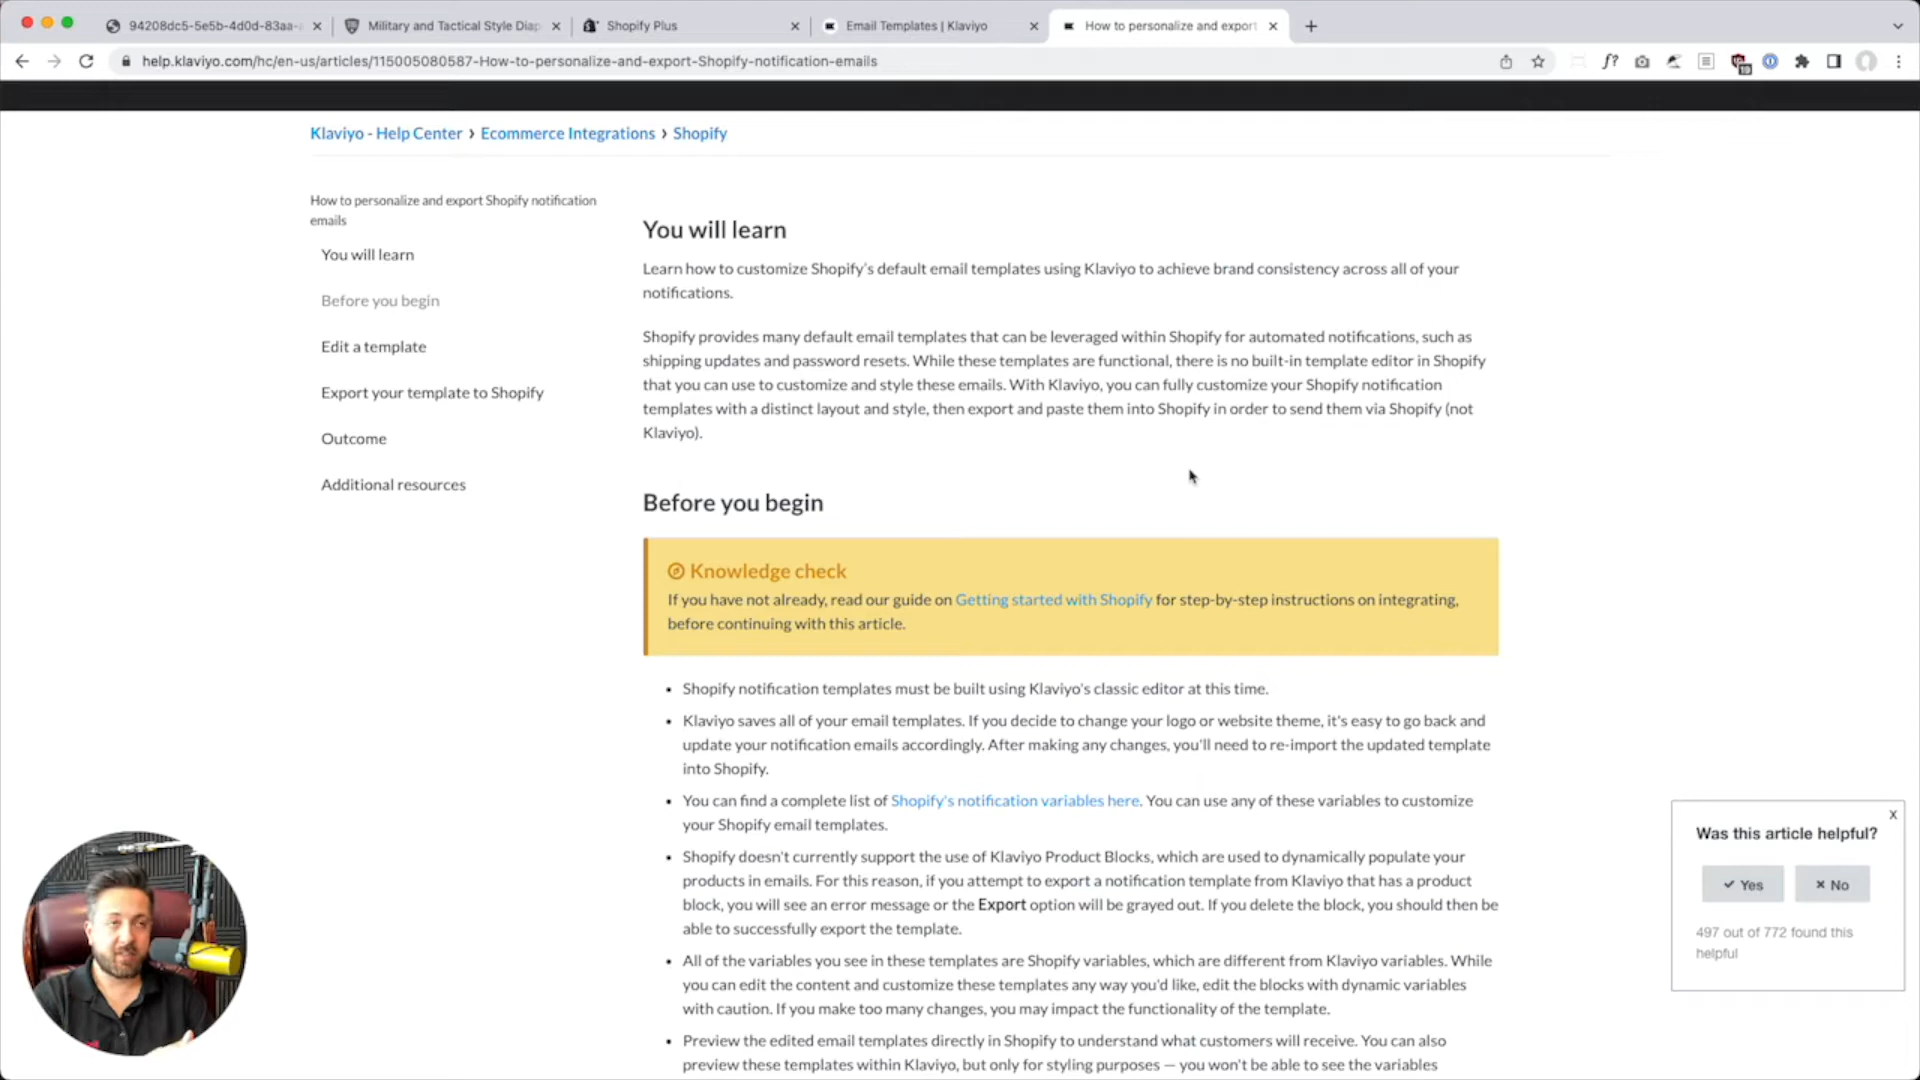 94208dc5-5e5b-4d0d-83aa-
Military and Tactical Style Diap
Shopify Plus
Email Templates | Klaviyo
How to personalize and export
help.klaviyo.com/hc/en-us/articles/115005080587-How-to-personalize-and-export-Shopify-notification-emails
f?
19
Klaviyo - Help Center › Ecommerce Integrations › Shopify
How to personalize and export Shopify notification
emails
You will learn
Before you begin
Edit a template
Export your template to Shopify
Outcome
Additional resources
You will learn
Learn how to customize Shopify's default email templates using Klaviyo to achieve brand consistency across all of your
notifications.
Shopify provides many default email templates that can be leveraged within Shopify for automated notifications, such as
shipping updates and password resets. While these templates are functional, there is no built-in template editor in Shopify
that you can use to customize and style these emails. With Klaviyo, you can fully customize your Shopify notification
templates with a distinct layout and style, then export and paste them into Shopify in order to send them via Shopify (not
Klaviyo).
Before you begin
Knowledge check
If you have not already, read our guide on Getting started with Shopify for step-by-step instructions on integrating,
before continuing with this article.
• Shopify notification templates must be built using Klaviyo's classic editor at this time.
• Klaviyo saves all of your email templates. If you decide to change your logo or website theme, it's easy to go back and
update your notification emails accordingly. After making any changes, you'll need to re-import the updated template
into Shopify.
• You can find a complete list of Shopify's notification variables here. You can use any of these variables to customize
your Shopify email templates.
• Shopify doesn't currently support the use of Klaviyo Product Blocks, which are used to dynamically populate your
products in emails. For this reason, if you attempt to export a notification template from Klaviyo that has a product
block, you will see an error message or the Export option will be grayed out. If you delete the block, you should then be
able to successfully export the template.
• All of the variables you see in these templates are Shopify variables, which are different from Klaviyo variables. While
you can edit the content and customize these templates any way you'd like, edit the blocks with dynamic variables
with caution. If you make too many changes, you may impact the functionality of the template.
• Preview the edited email templates directly in Shopify to understand what customers will receive. You can also
preview these templates within Klaviyo, but only for styling purposes — you won't be able to see the variables
X
Was this article helpful?
✓ Yes
× No
497 out of 772 found this
helpful